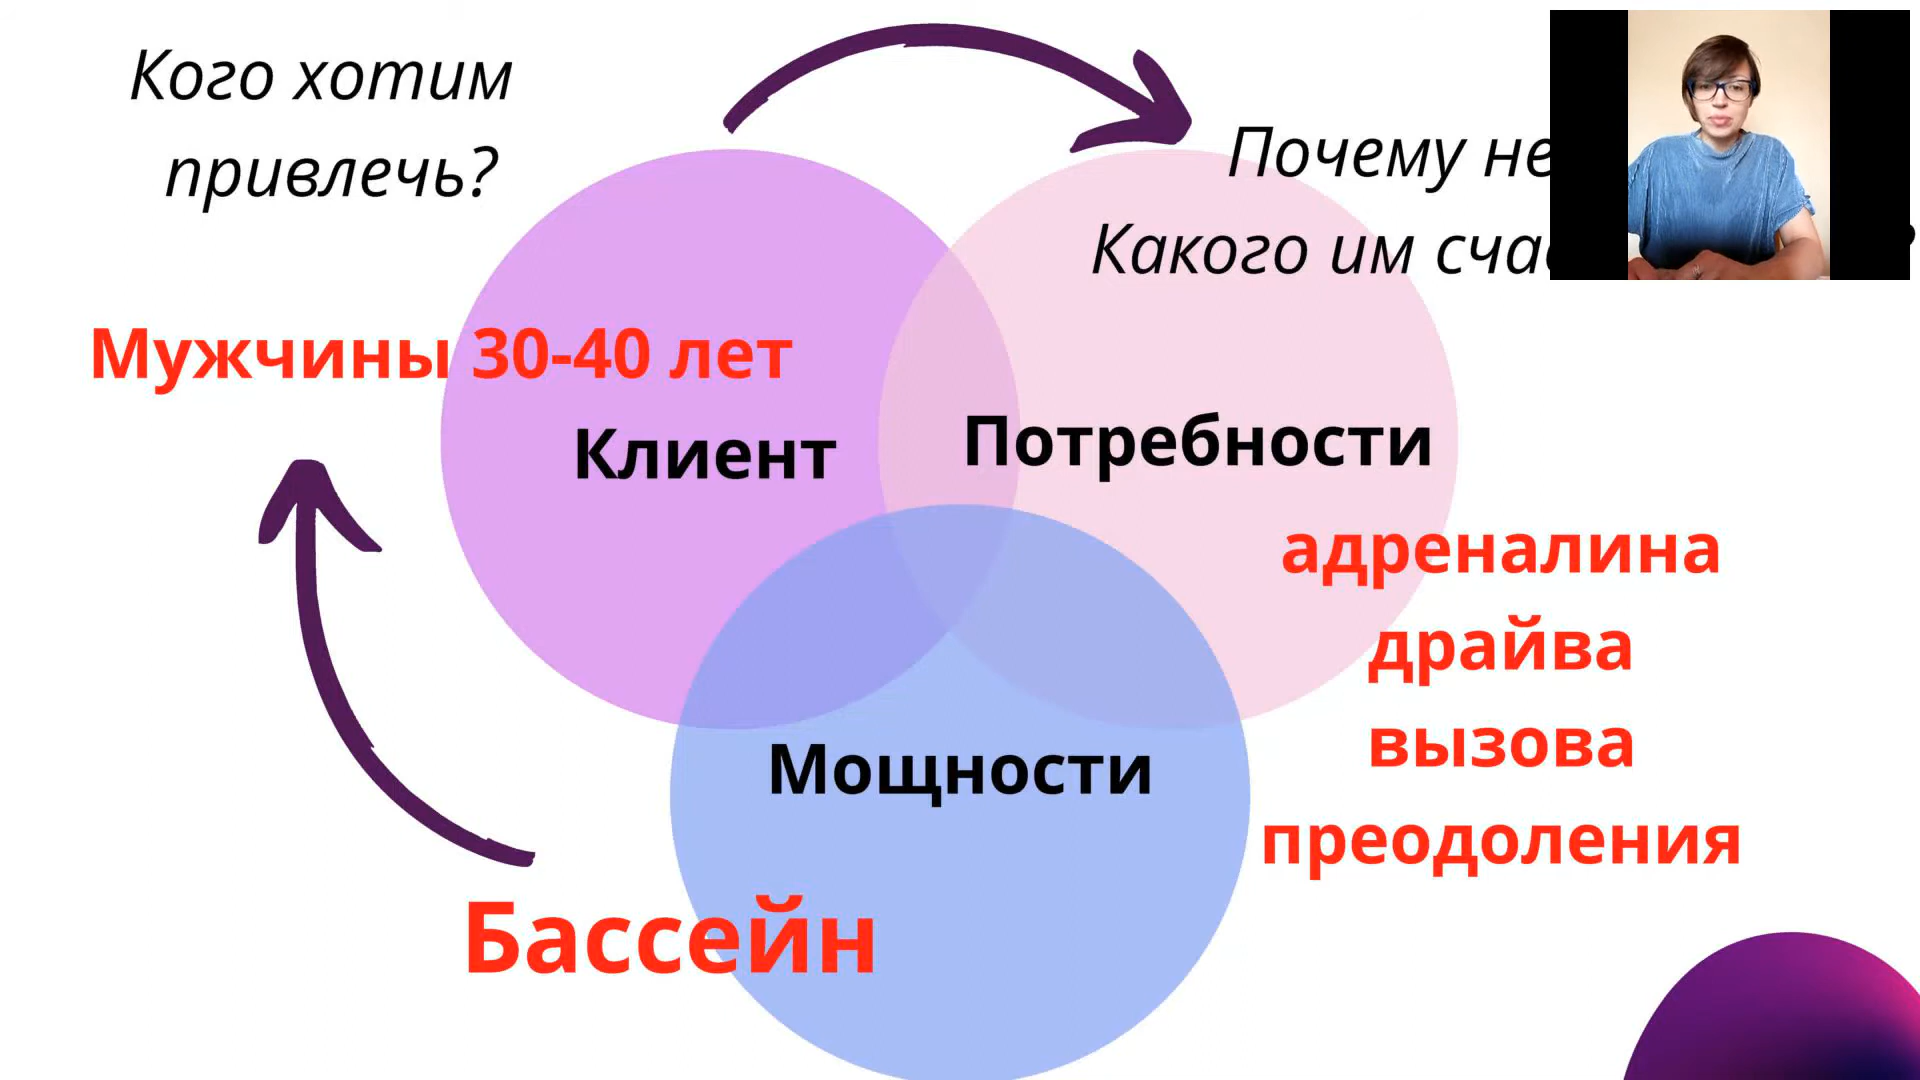 Кого хотим
привлечь?
Почему не
Какого им
?
Мужчины 30-40 лет
Клиент
Потребности
адреналина
драйва
вызова
преодоления
Мощности
Бассейн